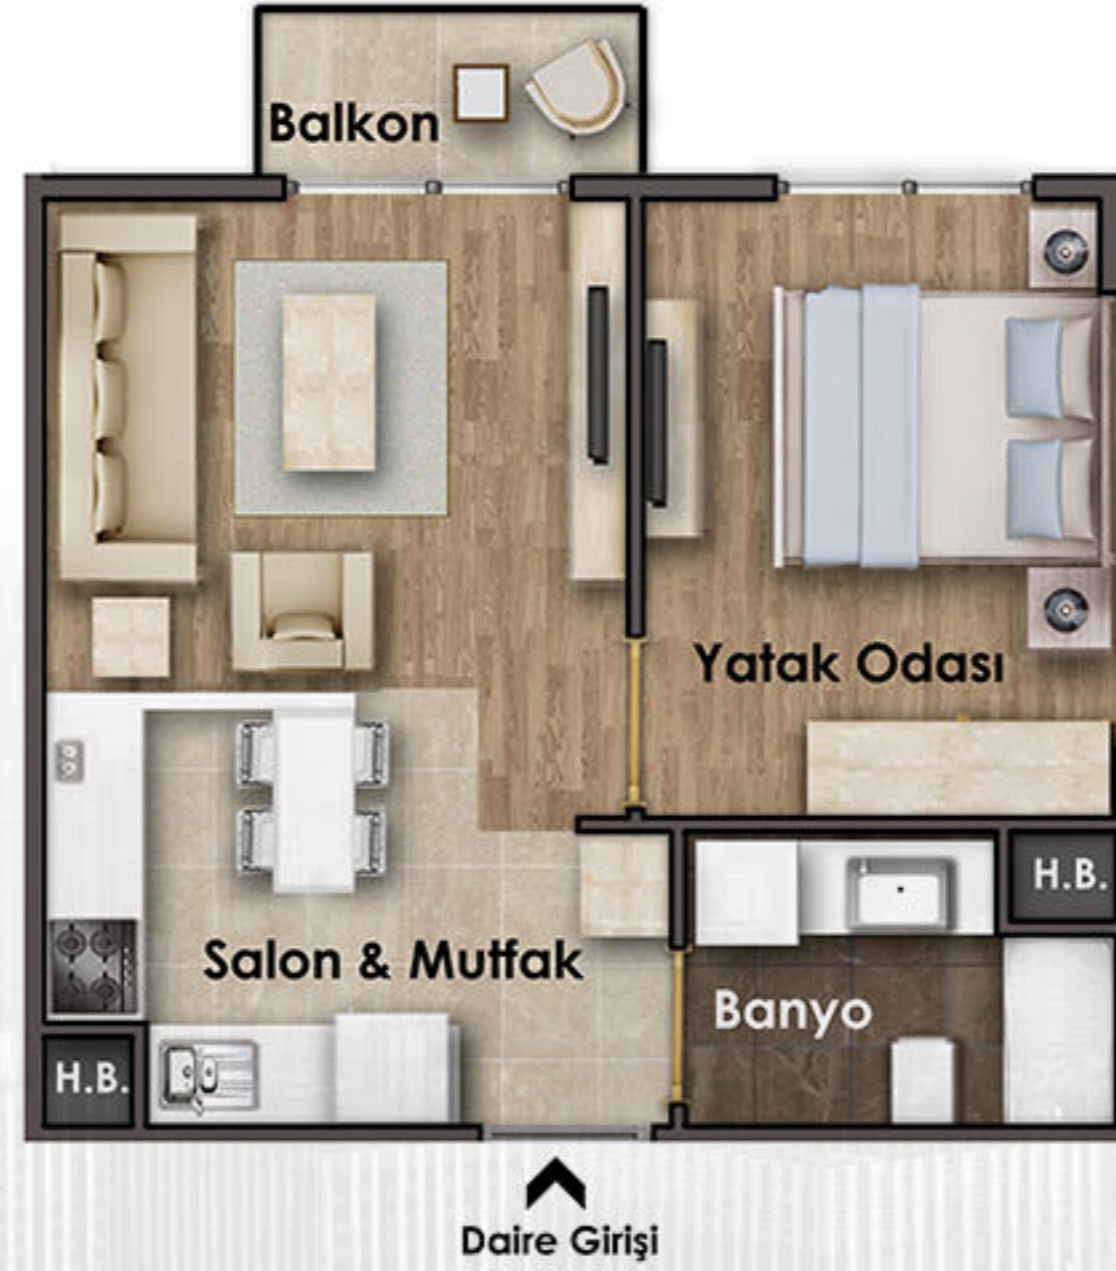 Balkon
Yatak Odası
H.B.
Salon & Mutfak
Banyo
H.B.
Daire Girişi